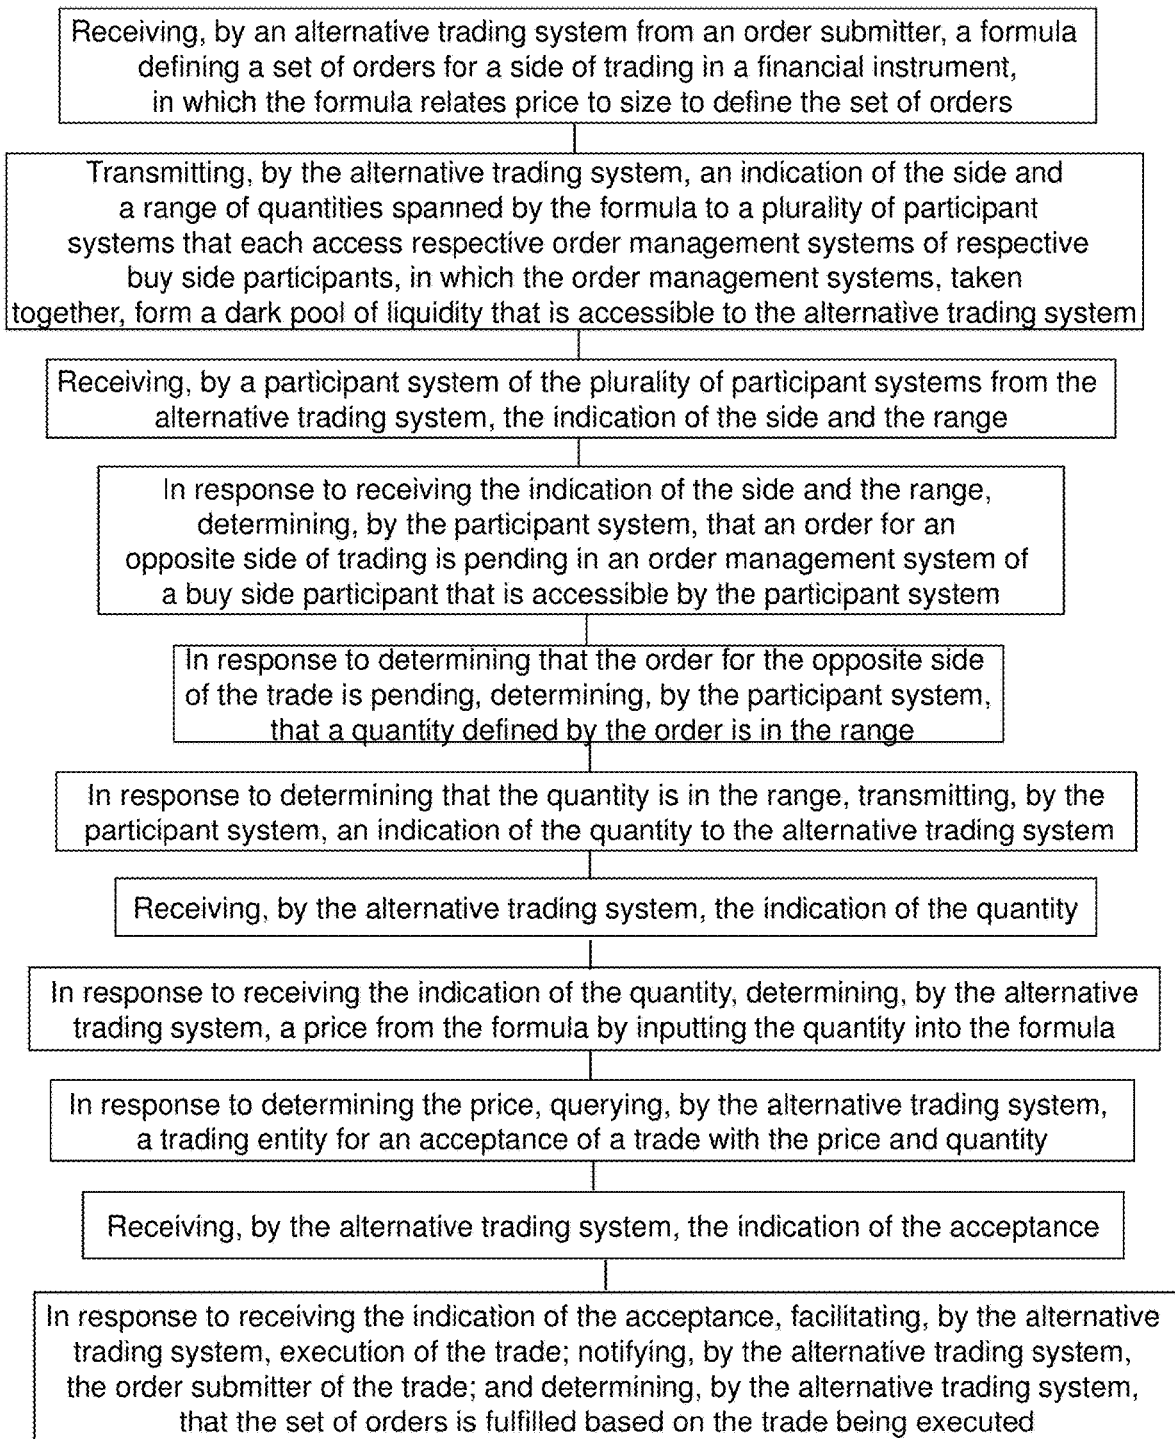 Receiving, by an alternative trading system from an order submitter, a formula
defining a set of orders for a side of trading in a financial instrument,
in which the formula relates price to size to define the set of orders
Transmitting, by the alternative trading system, an indication of the side and
a range of quantities spanned by the formula to a plurality of participant
systems that each access respective order management systems of respective
buy side participants, in which the order management systems, taken
together, form a dark pool of liquidity that is accessible to the alternative trading system
Receiving, by a participant system of the plurality of participant systems from the
alternative trading system, the indication of the side and the range
In response to receiving the indication of the side and the range,
determining, by the participant system, that an order for an
opposite side of trading is pending in an order management system of
a buy side participant that is accessible by the participant system
In response to determining that the order for the opposite side
of the trade is pending, determining, by the participant system,
that a quantity defined by the order is in the range
In response to determining that the quantity is in the range, transmitting, by the
participant system, an indication of the quantity to the alternative trading system
Receiving, by the alternative trading system, the indication of the quantity
In response to receiving the indication of the quantity, determining, by the alternative
trading system, a price from the formula by inputting the quantity into the formula
In response to determining the price, querying, by the alternative trading system,
a trading entity for an acceptance of a trade with the price and quantity
Receiving, by the alternative trading system, the indication of the acceptance
In response to receiving the indication of the acceptance, facilitating, by the alternative
trading system, execution of the trade; notifying, by the alternative trading system,
the order submitter of the trade; and determining, by the alternative trading system,
that the set of orders is fulfilled based on the trade being executed